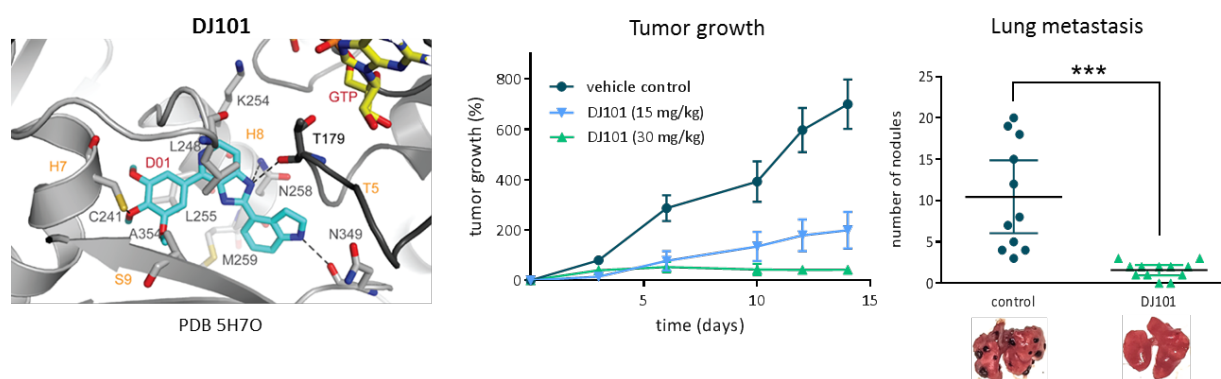 DJ101
K254
GTP
T179
L248
H8
D01
H7
N258
T5
C241
L255
A354
N349
M259
S9
PDB 5H7O
Tumor growth
tumor growth (%)
800
600
400
200
0
vehicle control
DJ101 (15 mg/kg)
DJ101 (30 mg/kg)
5 10 15
time (days)
Lung metastasis
***
number of nodules
25
20
15
10
5
0
control DJ101